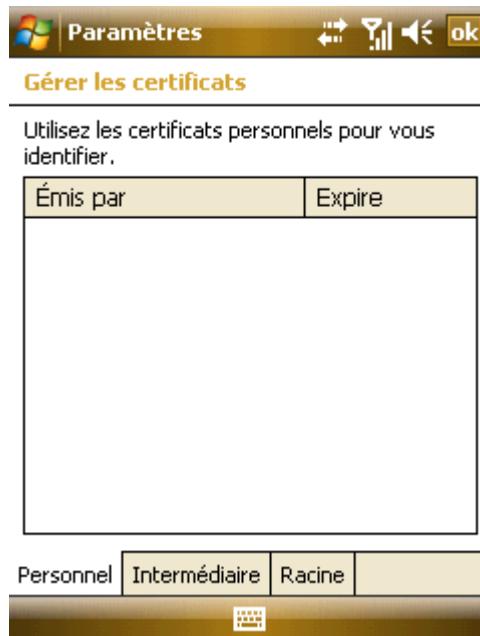 Paramètres
ok
Gérer les certificats
Utilisez les certificats personnels pour vous
identifier.
Émis par Expire
Personnel Intermédiaire Racine